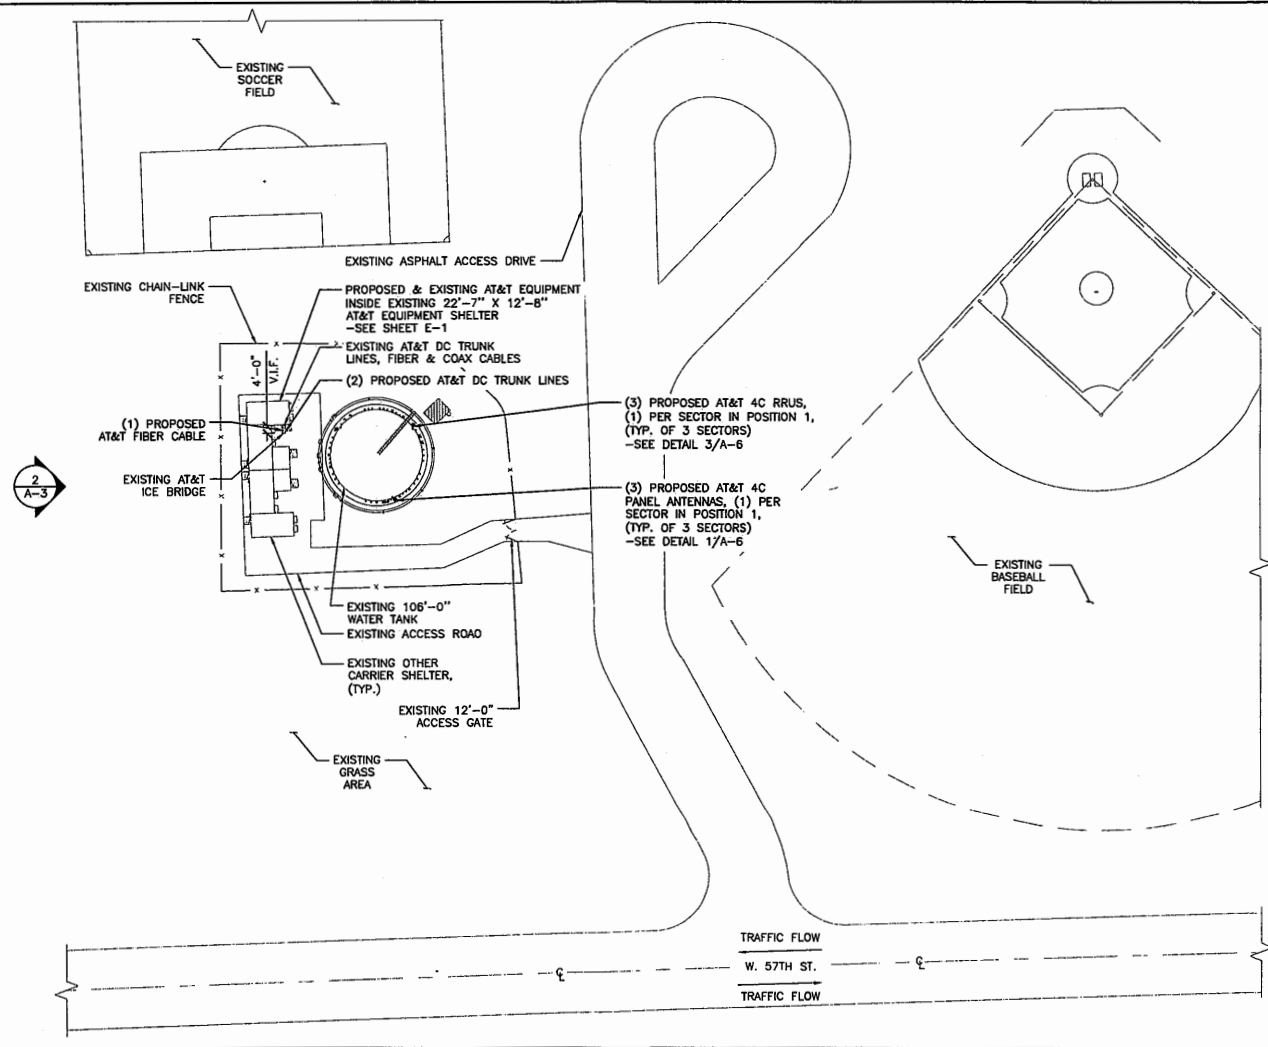 EXISTING
SOCCER
FIELD
EXISTING ASPHALT ACCESS DRIVE
EXISTING CHAIN-LINK
FENCE
PROPOSED & EXISTING AT&T EQUIPMENT
INSIDE EXISTING 22'-7" X 12'-8"
AT&T EQUIPMENT SHELTER
-SEE SHEET E-1
EXISTING AT&T DC TRUNK
LINES, FIBER & COAX CABLES
4'-0"
V.I.F.
(2) PROPOSED AT&T DC TRUNK LINES
(1) PROPOSED
AT&T FIBER CABLE
(3) PROPOSED AT&T 4C RRUS,
(1) PER SECTOR IN POSITION 1,
(TYP. OF 3 SECTORS)
-SEE DETAIL 3/A-6
2
A-3
EXISTING AT&T
ICE BRIDGE
(3) PROPOSED AT&T 4C
PANEL ANTENNAS, (1) PER
SECTOR IN POSITION 1,
(TYP. OF 3 SECTORS)
-SEE DETAIL 1/A-6
EXISTING
BASEBALL
FIELD
EXISTING 106'-0"
WATER TANK
EXISTING ACCESS ROAD
EXISTING OTHER
CARRIER SHELTER,
(TYP.)
EXISTING 12'-0"
ACCESS GATE
EXISTING
GRASS
AREA
TRAFFIC FLOW
W. 57TH ST.
TRAFFIC FLOW